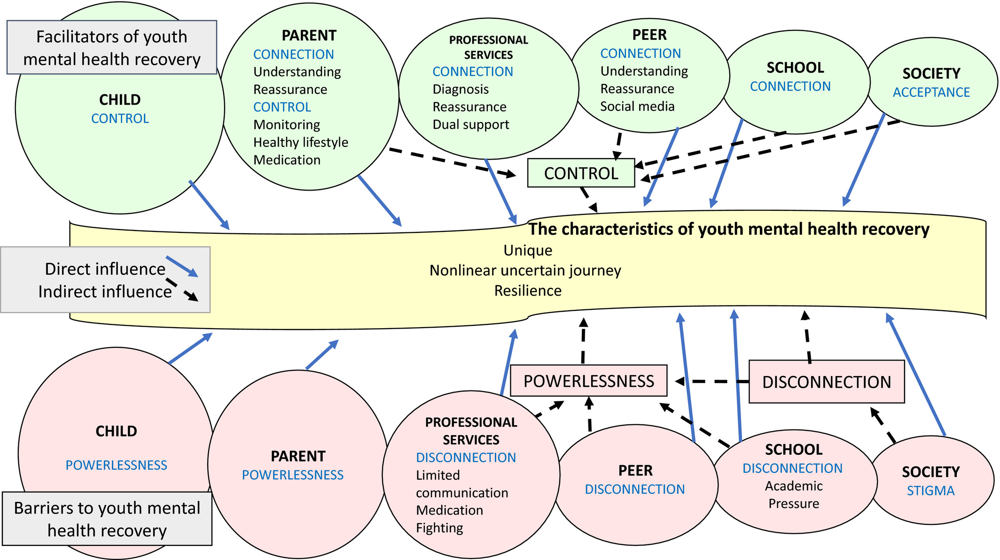 Facilitators of youth
mental health recovery
CHILD
CONTROL
PARENT
CONNECTION
Understanding
Reassurance
CONTROL
Monitoring
Healthy lifestyle
Medication
PROFESSIONAL
SERVICES
CONNECTION
Diagnosis
Reassurance
Dual support
PEER
CONNECTION
Understanding
Reassurance
Social media
SCHOOL
CONNECTION
SOCIETY
ACCEPTANCE
CONTROL
The characteristics of youth mental health recovery
Unique
Nonlinear uncertain journey
Resilience
Direct influence
Indirect influence
POWERLESSNESS
DISCONNECTION
CHILD
POWERLESSNESS
Barriers to youth mental
health recovery
PARENT
POWERLESSNESS
PROFESSIONAL
SERVICES
DISCONNECTION
Limited
communication
Medication
Fighting
PEER
DISCONNECTION
SCHOOL
DISCONNECTION
Academic
Pressure
SOCIETY
STIGMA